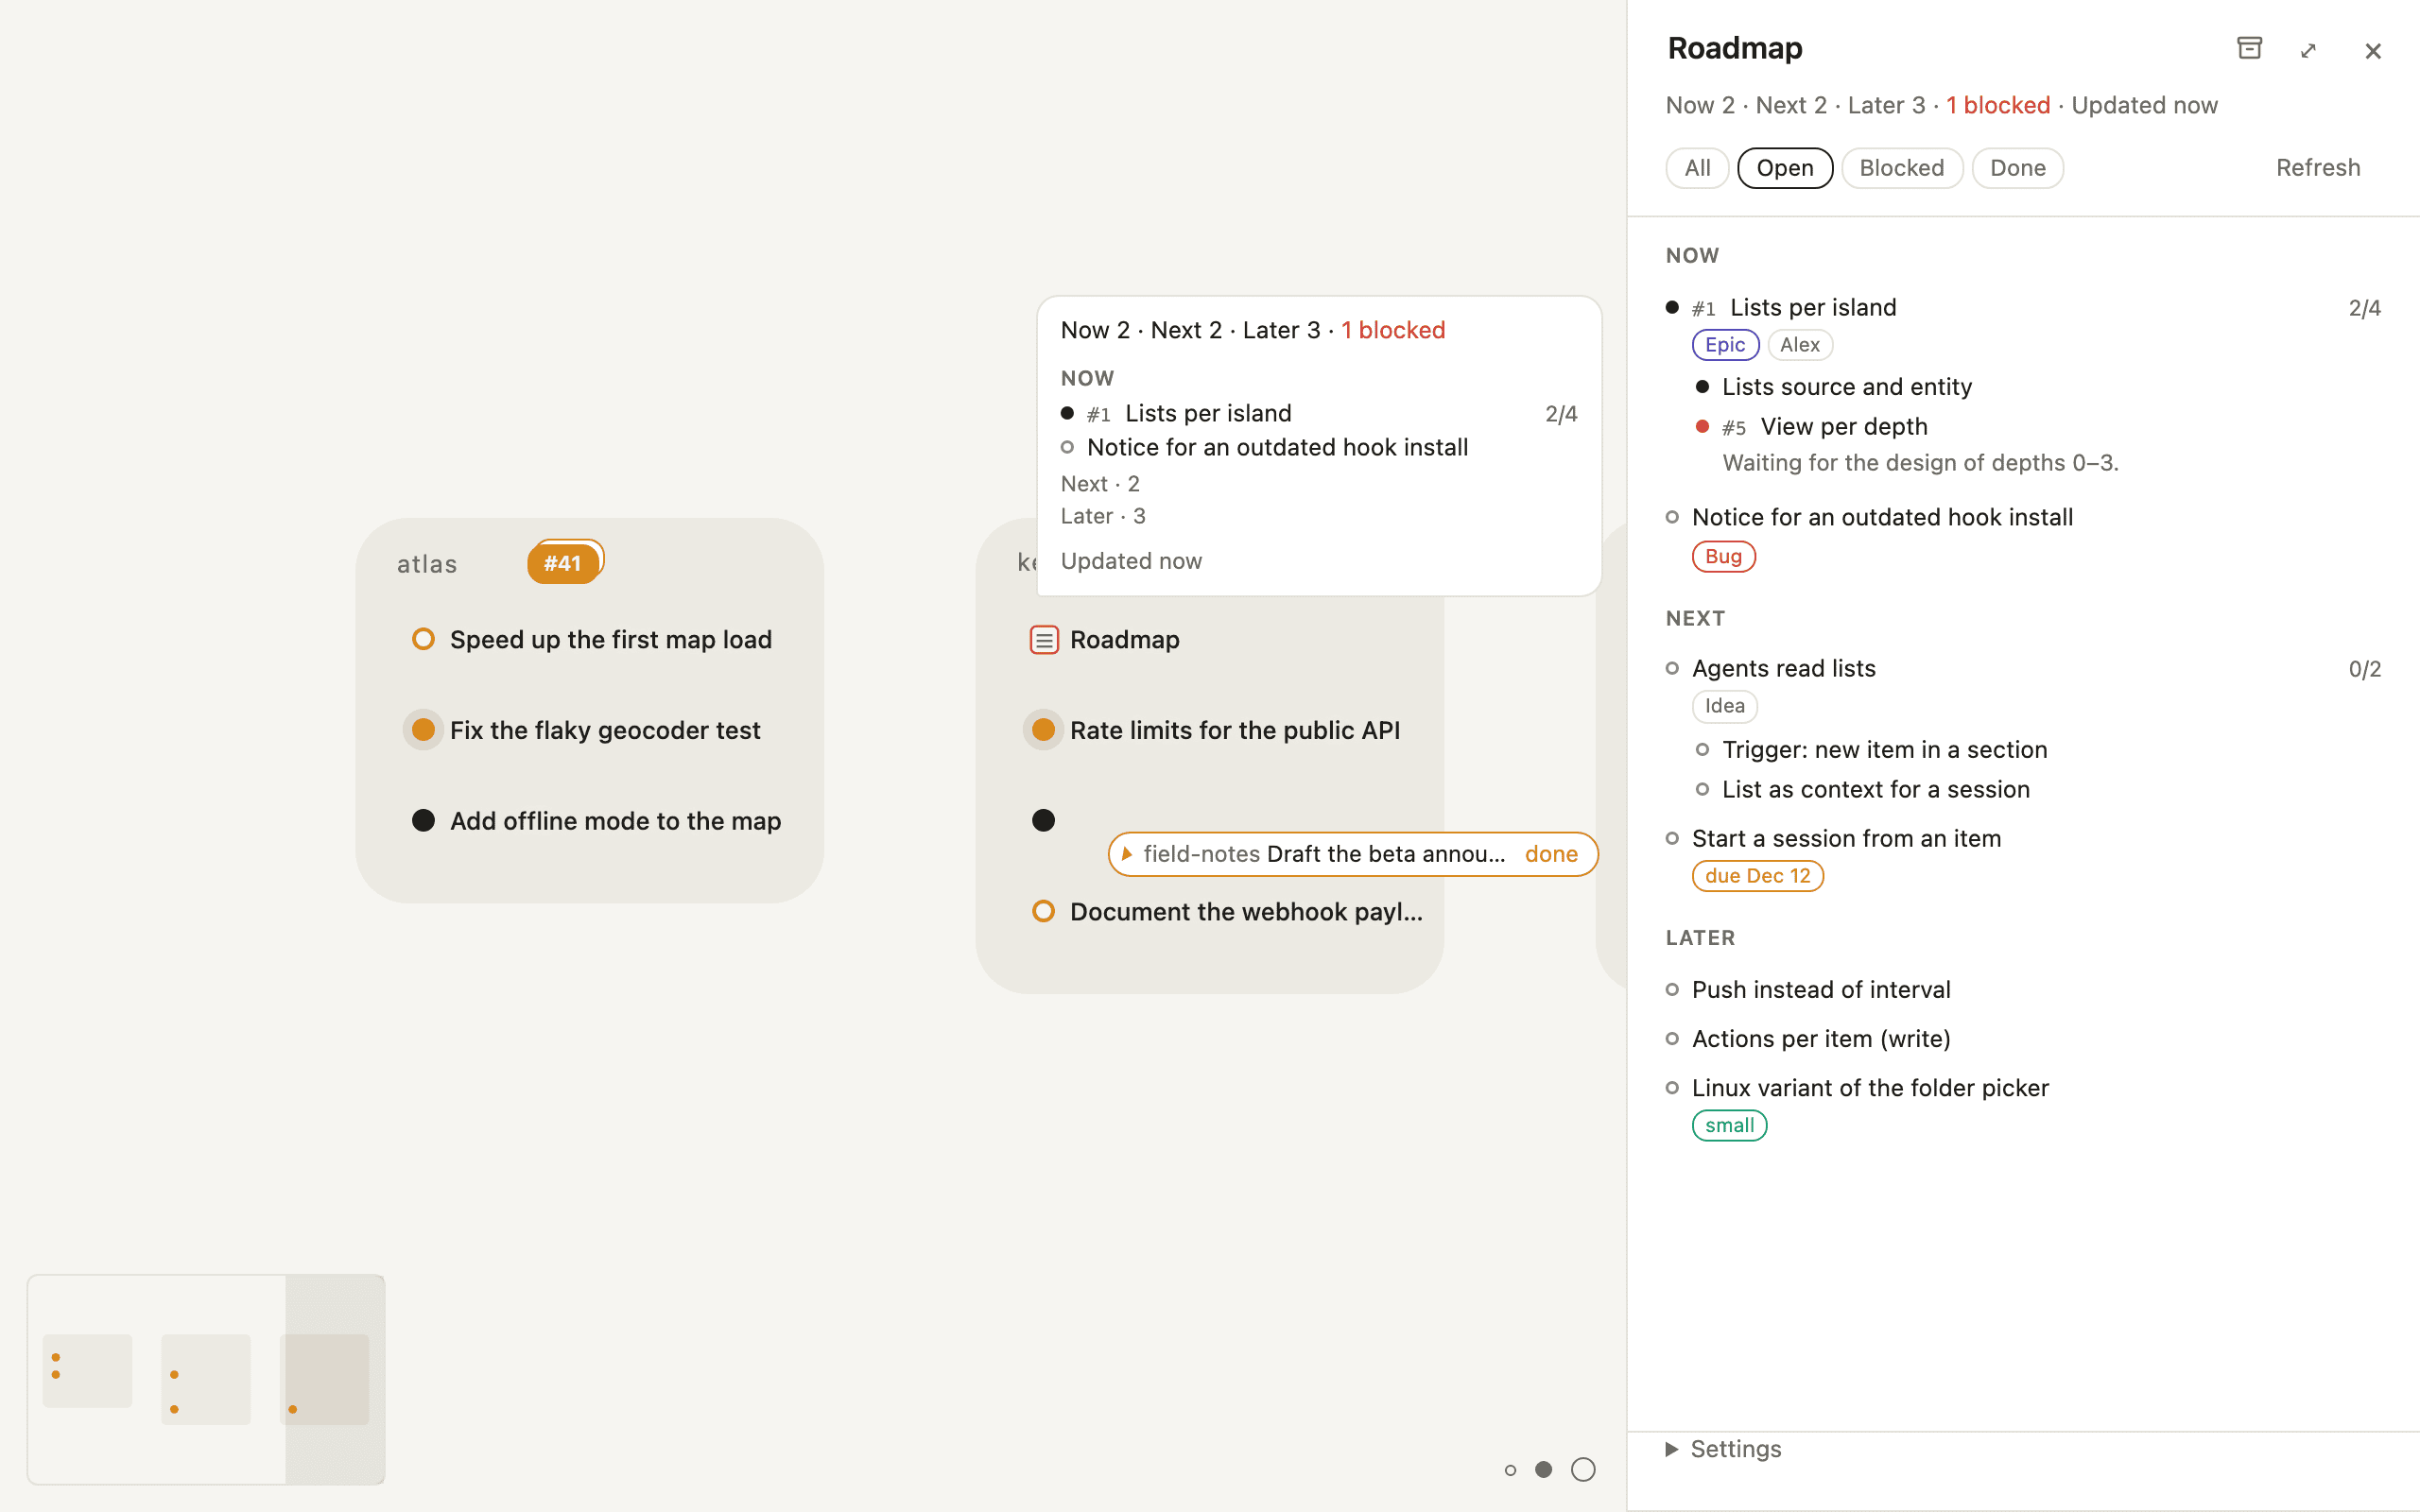 atlas
#41
Speed up the first map load
Fix the flaky geocoder test
Add offline mode to the map
Now 2 · Next 2 · Later 3 · 1 blocked
NOW
#1 Lists per island 2/4
Notice for an outdated hook install
Next · 2
Later · 3
Updated now
Roadmap
Rate limits for the public API
field-notes Draft the beta annou... done
Document the webhook payl...
Roadmap
Now 2 · Next 2 · Later 3 · 1 blocked · Updated now
All Open Blocked Done Refresh
NOW
#1 Lists per island 2/4
Epic Alex
Lists source and entity
#5 View per depth
Waiting for the design of depths 0–3.
Notice for an outdated hook install
Bug
NEXT
Agents read lists 0/2
Idea
Trigger: new item in a section
List as context for a session
Start a session from an item
due Dec 12
LATER
Push instead of interval
Actions per item (write)
Linux variant of the folder picker
small
Settings